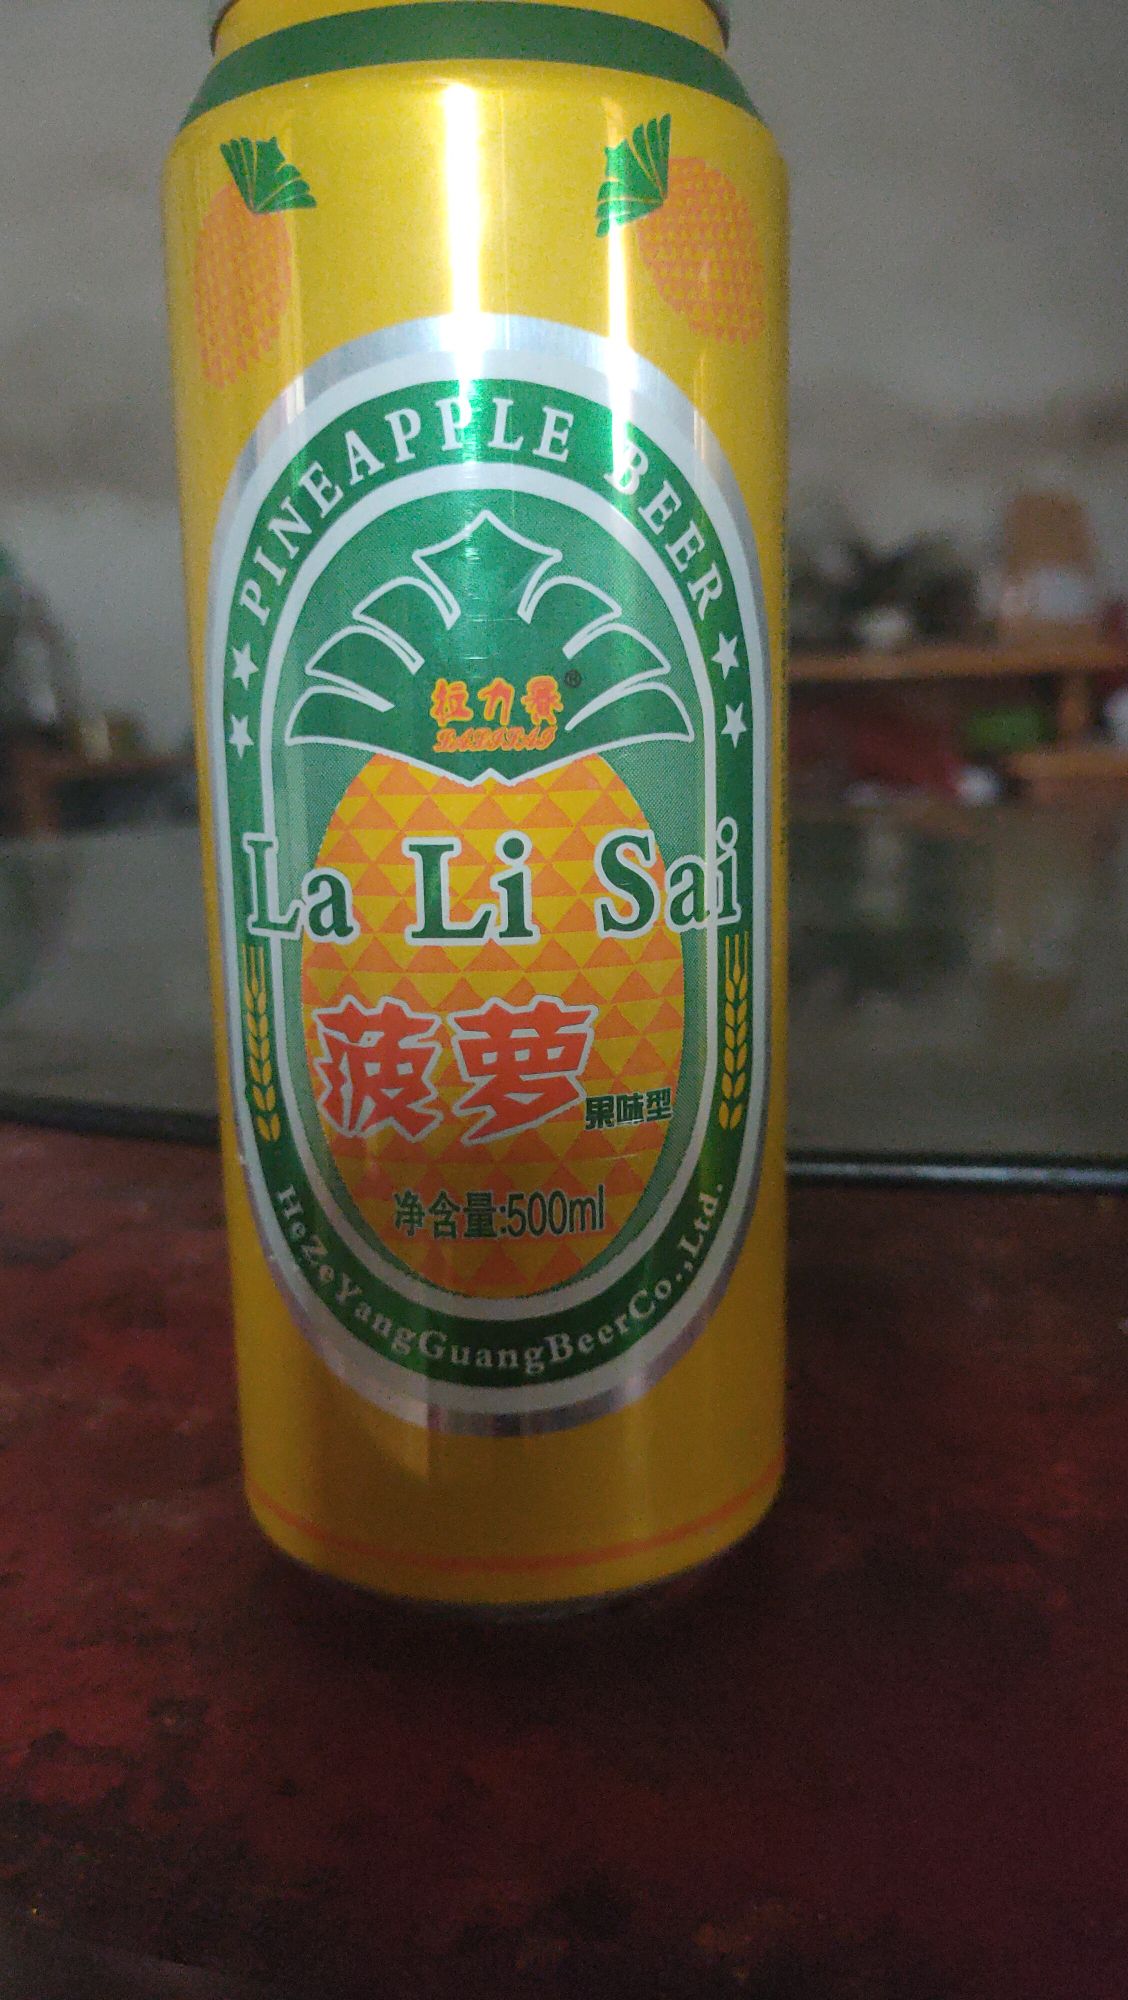 PINEAPPLE BEER
拉力赛®
LALISAI
La Li Sai
菠萝
果味型
净含量:500ml
HeZeYangGuangBeerCo.,Ltd.